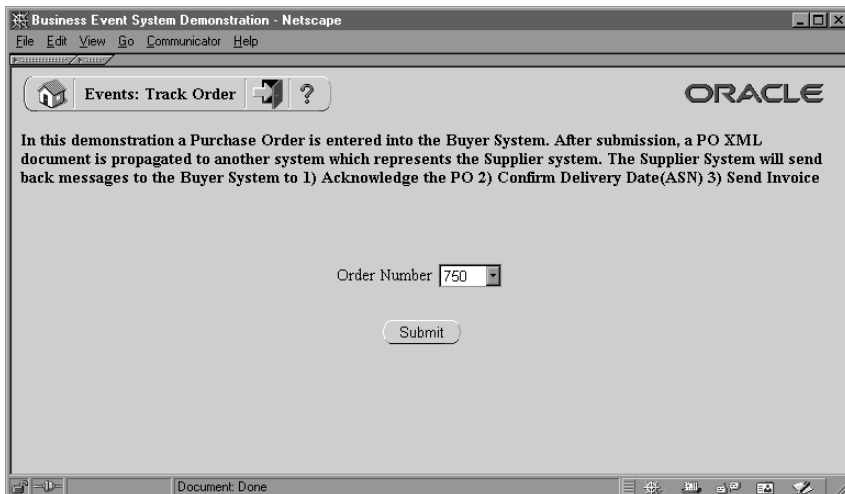 Business Event System Demonstration - Netscape
File Edit View Go Communicator Help
Events: Track Order ?
ORACLE
In this demonstration a Purchase Order is entered into the Buyer System. After submission, a PO XML
document is propagated to another system which represents the Supplier system. The Supplier System will send
back messages to the Buyer System to 1) Acknowledge the PO 2) Confirm Delivery Date(ASN) 3) Send Invoice
Order Number 750
Submit
Document: Done